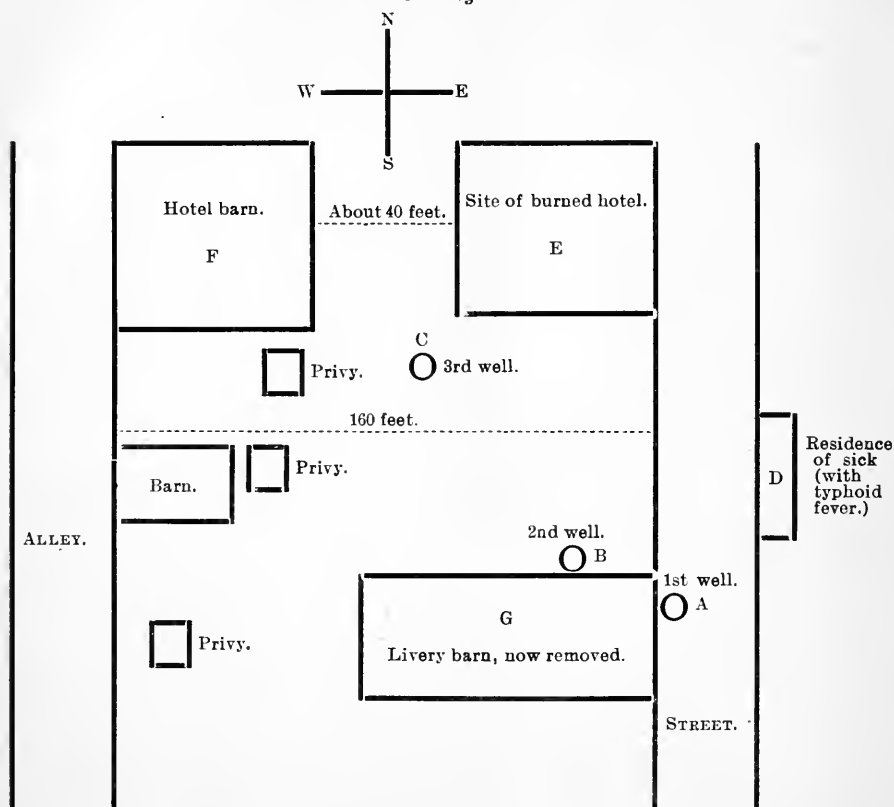 N
W E
S
Hotel barn.
F
About 40 feet.
Site of burned hotel.
E
C
3rd well.
Privy.
160 feet.
Barn.
Privy.
Residence
of sick
(with
typhoid
fever.)
D
ALLEY.
2nd well.
B
1st well.
A
G
Livery barn, now removed.
Privy.
STREET.